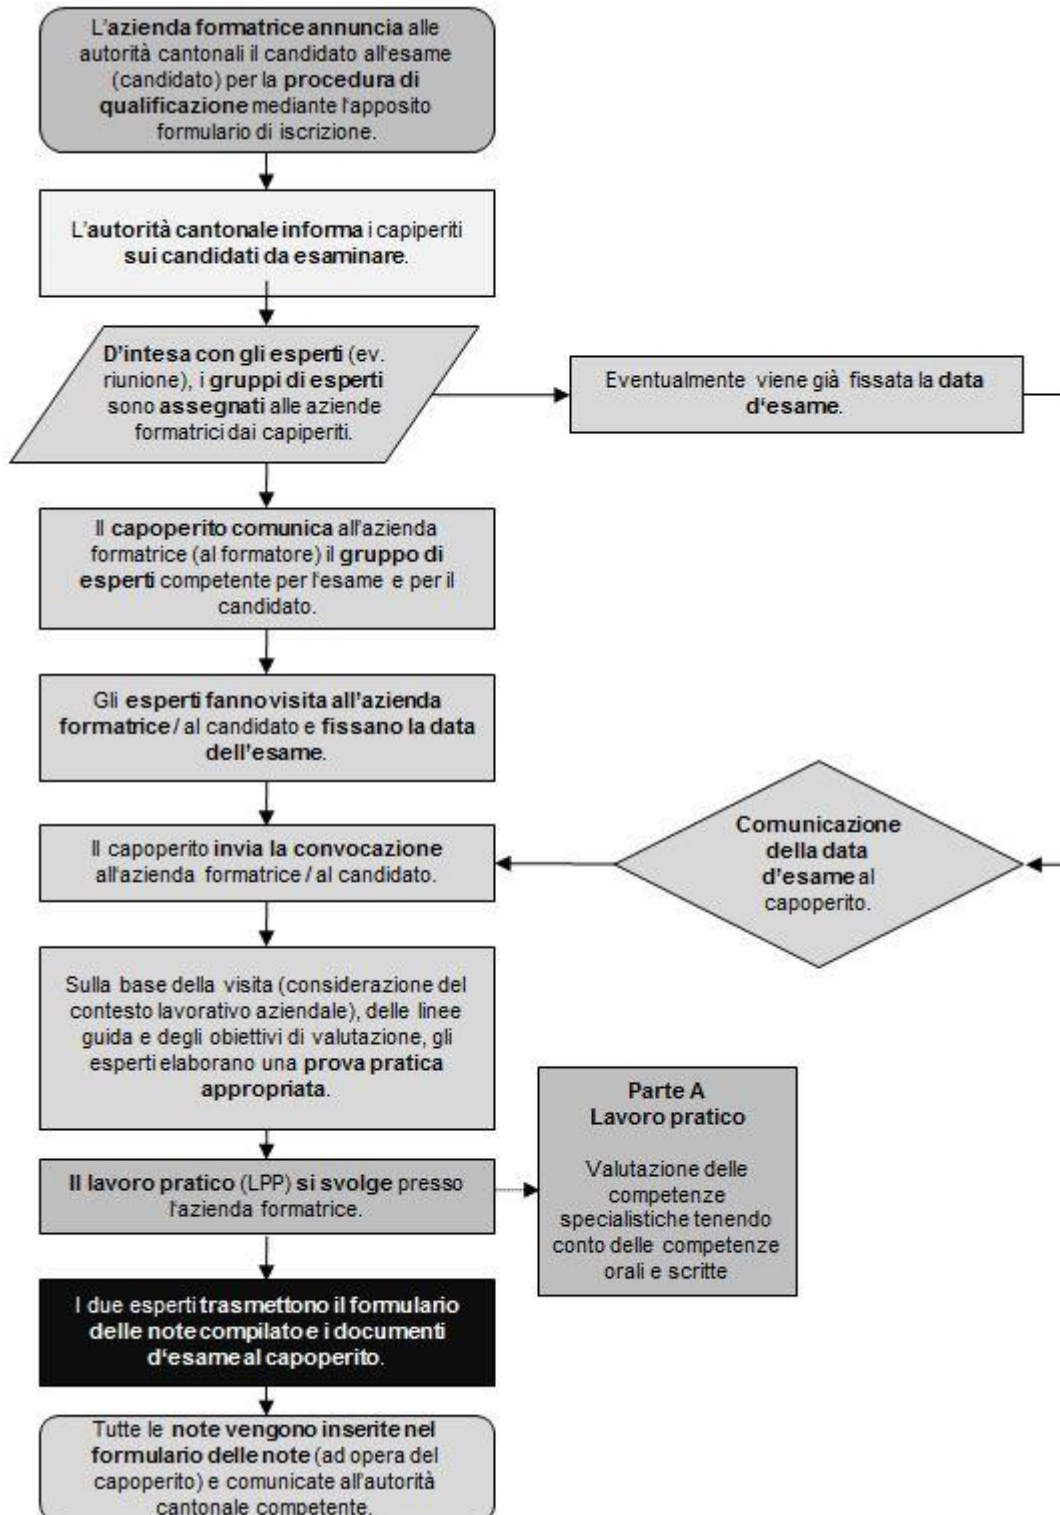 L'azienda formatrice annuncia alle
autorità cantonali il candidato all'esame
(candidato) per la procedura di
qualificazione mediante l'apposito
formulario di iscrizione.
L'autorità cantonale informa i capiperiti
sui candidati da esaminare.
D'intesa con gli esperti (ev.
riunione), i gruppi di esperti
sono assegnati alle aziende
formatrici dai capiperiti.
Eventualmente viene già fissata la data
d'esame.
Il capoperito comunica all'azienda
formatrice (al formatore) il gruppo di
esperti competente per l'esame e per il
candidato.
Gli esperti fanno visita all'azienda
formatrice / al candidato e fissano la data
dell'esame.
Comunicazione
della data
d'esame al
capoperito.
Il capoperito invia la convocazione
all'azienda formatrice / al candidato.
Sulla base della visita (considerazione del
contesto lavorativo aziendale), delle linee
guida e degli obiettivi di valutazione, gli
esperti elaborano una prova pratica
appropriata.
Il lavoro pratico (LPP) si svolge presso
l'azienda formatrice.
Parte A
Lavoro pratico
Valutazione delle
competenze
specialistiche tenendo
conto delle competenze
orali e scritte
I due esperti trasmettono il formulario
delle note compilato e i documenti
d'esame al capoperito.
Tutte le note vengono inserite nel
formulario delle note (ad opera del
capoperito) e comunicate all'autorità
cantonale competente.